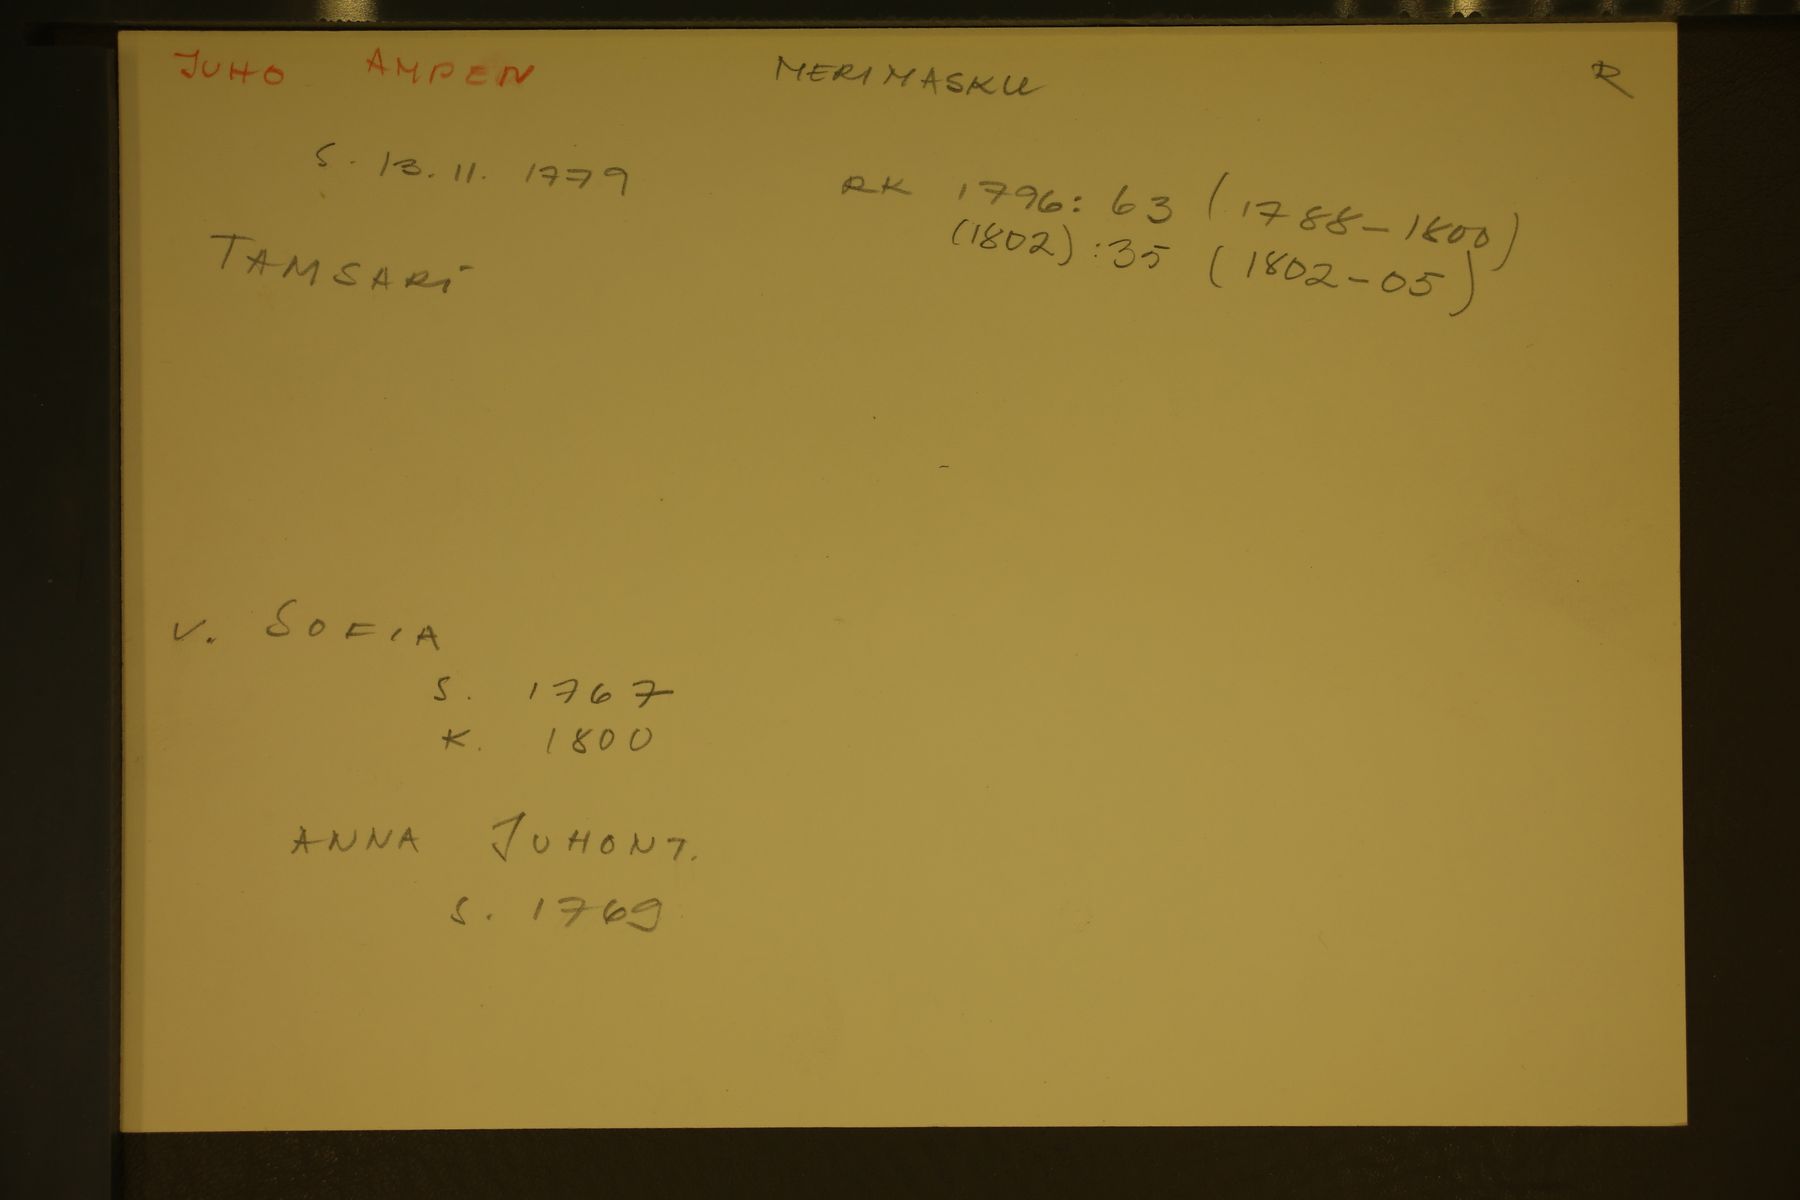 JUHO AMPEN MERIMASKU R
S. 13.11. 1779
RK 1796: 63 (1788-1800)
(1802) :35 (1802-05)
TAMSARI
V. SOFIA
S. 1767
K. 1800
ANNA JUHONT.
S. 1769